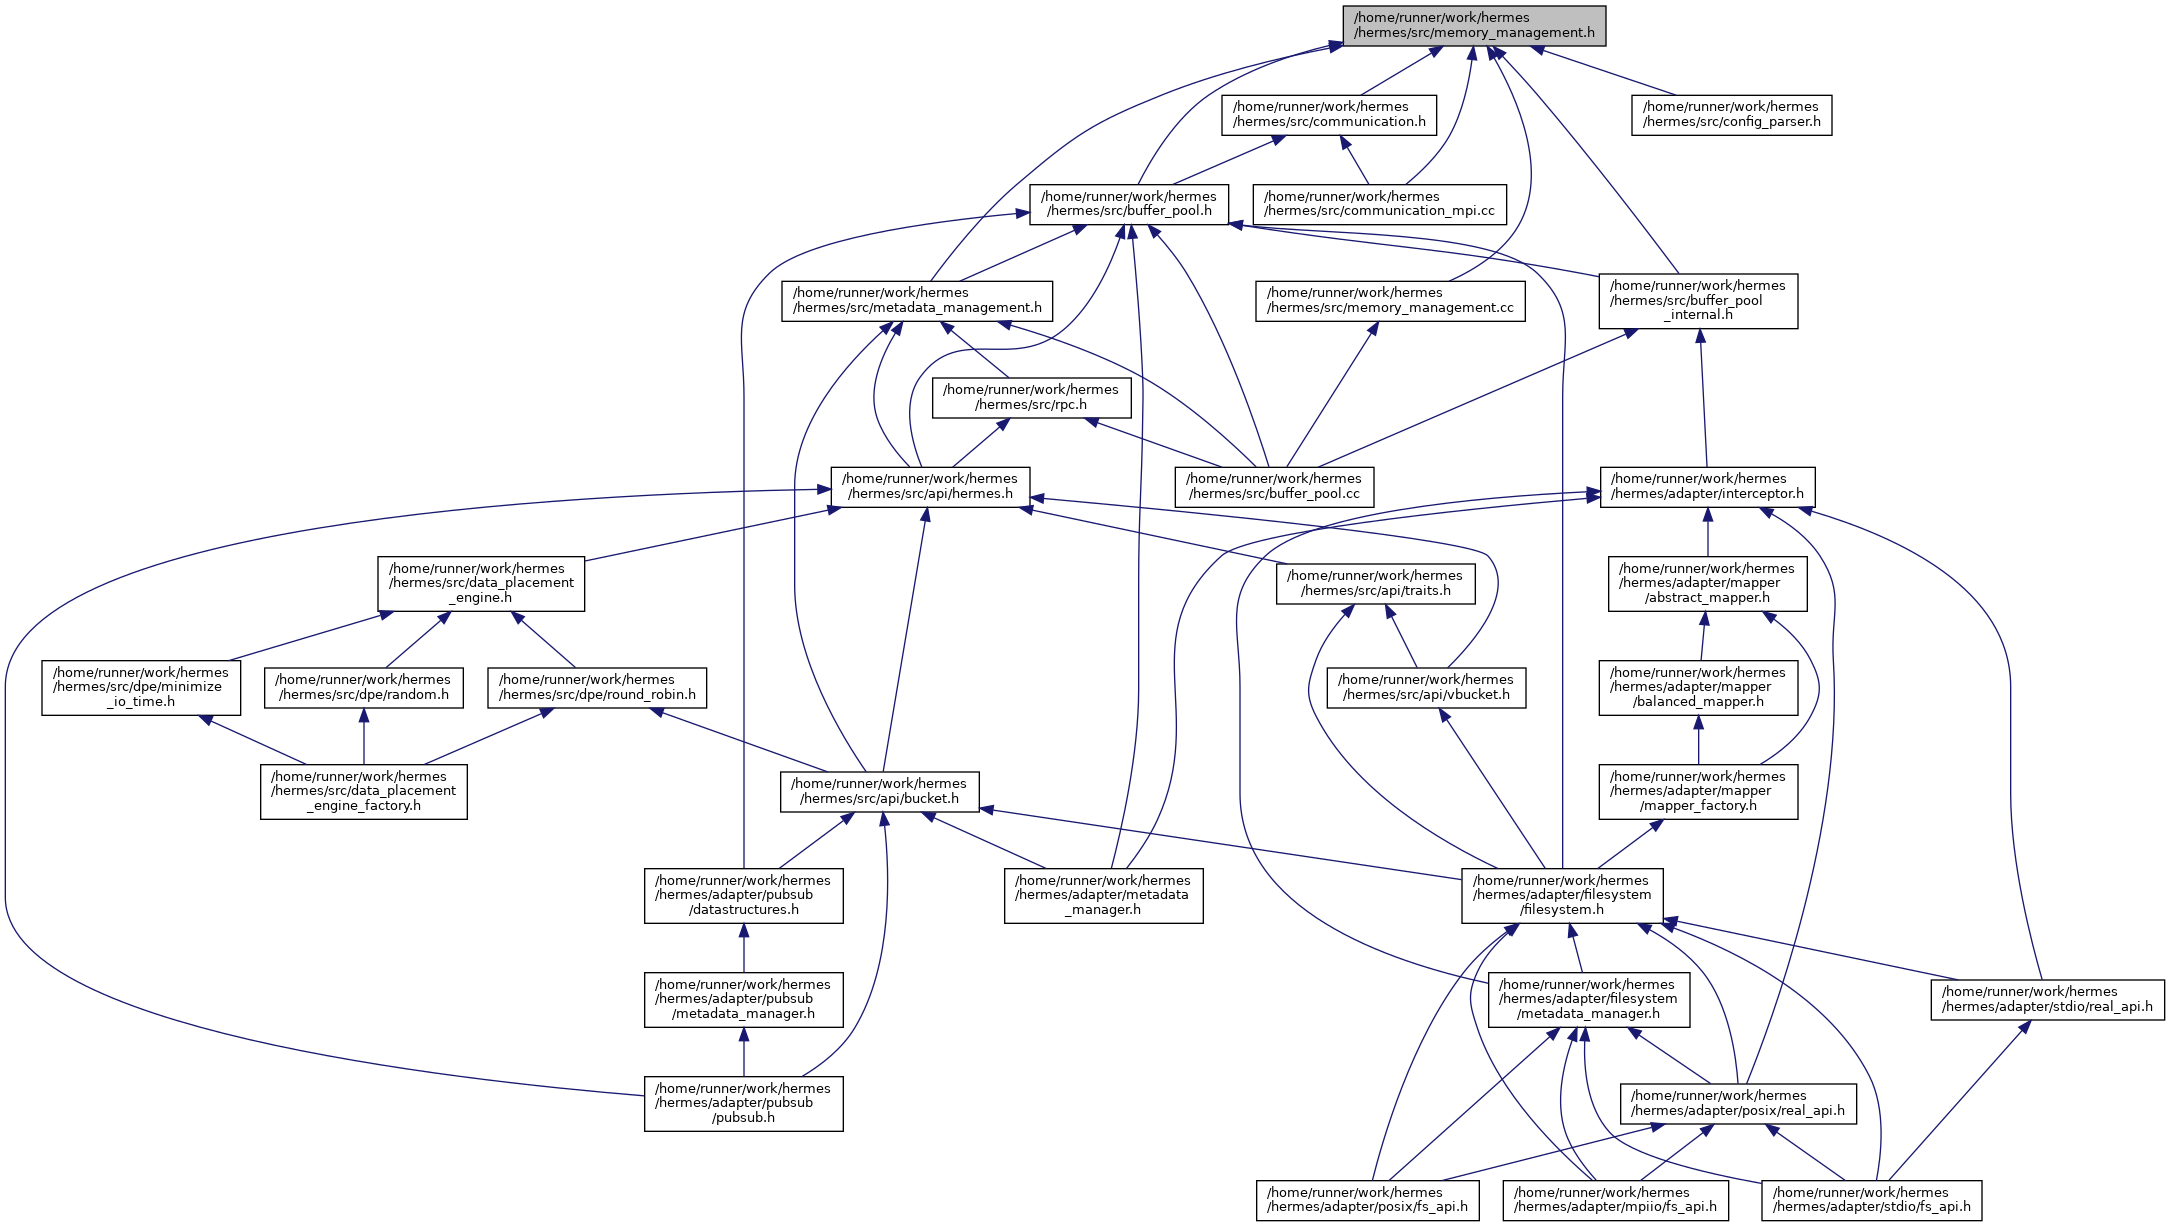 /home/runner/work/hermes
/hermes/src/memory_management.h
/home/runner/work/hermes
/hermes/src/communication.h
/home/runner/work/hermes
/hermes/src/config_parser.h
/home/runner/work/hermes
/hermes/src/buffer_pool.h
/home/runner/work/hermes
/hermes/src/communication_mpi.cc
/home/runner/work/hermes
/hermes/src/metadata_management.h
/home/runner/work/hermes
/hermes/src/memory_management.cc
/home/runner/work/hermes
/hermes/src/buffer_pool
_internal.h
/home/runner/work/hermes
/hermes/src/rpc.h
/home/runner/work/hermes
/hermes/src/api/hermes.h
/home/runner/work/hermes
/hermes/src/buffer_pool.cc
/home/runner/work/hermes
/hermes/adapter/interceptor.h
/home/runner/work/hermes
/hermes/src/data_placement
_engine.h
/home/runner/work/hermes
/hermes/src/api/traits.h
/home/runner/work/hermes
/hermes/adapter/mapper
/abstract_mapper.h
/home/runner/work/hermes
/hermes/src/dpe/minimize
_io_time.h
/home/runner/work/hermes
/hermes/src/dpe/random.h
/home/runner/work/hermes
/hermes/src/dpe/round_robin.h
/home/runner/work/hermes
/hermes/src/api/vbucket.h
/home/runner/work/hermes
/hermes/adapter/mapper
/balanced_mapper.h
/home/runner/work/hermes
/hermes/src/data_placement
_engine_factory.h
/home/runner/work/hermes
/hermes/src/api/bucket.h
/home/runner/work/hermes
/hermes/adapter/mapper
/mapper_factory.h
/home/runner/work/hermes
/hermes/adapter/pubsub
/datastructures.h
/home/runner/work/hermes
/hermes/adapter/metadata
_manager.h
/home/runner/work/hermes
/hermes/adapter/filesystem
/filesystem.h
/home/runner/work/hermes
/hermes/adapter/pubsub
/metadata_manager.h
/home/runner/work/hermes
/hermes/adapter/filesystem
/metadata_manager.h
/home/runner/work/hermes
/hermes/adapter/stdio/real_api.h
/home/runner/work/hermes
/hermes/adapter/pubsub
/pubsub.h
/home/runner/work/hermes
/hermes/adapter/posix/real_api.h
/home/runner/work/hermes
/hermes/adapter/posix/fs_api.h
/home/runner/work/hermes
/hermes/adapter/mpiio/fs_api.h
/home/runner/work/hermes
/hermes/adapter/stdio/fs_api.h